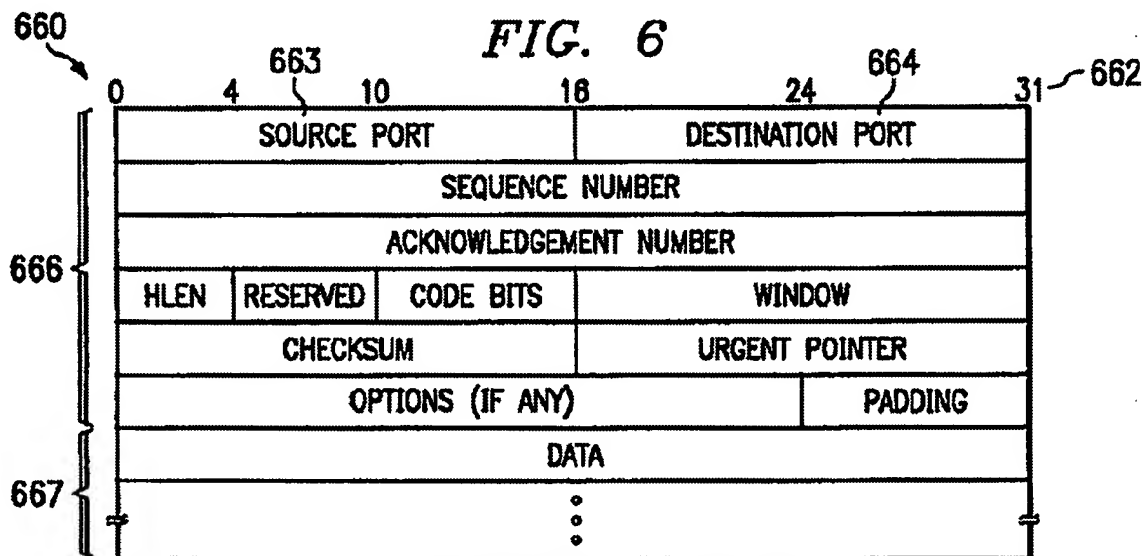 FIG. 6
660
663
664
0 4 10 16 24 31 662
SOURCE PORT DESTINATION PORT
SEQUENCE NUMBER
ACKNOWLEDGEMENT NUMBER
666
HLEN RESERVED CODE BITS WINDOW
CHECKSUM URGENT POINTER
OPTIONS (IF ANY) PADDING
DATA
667